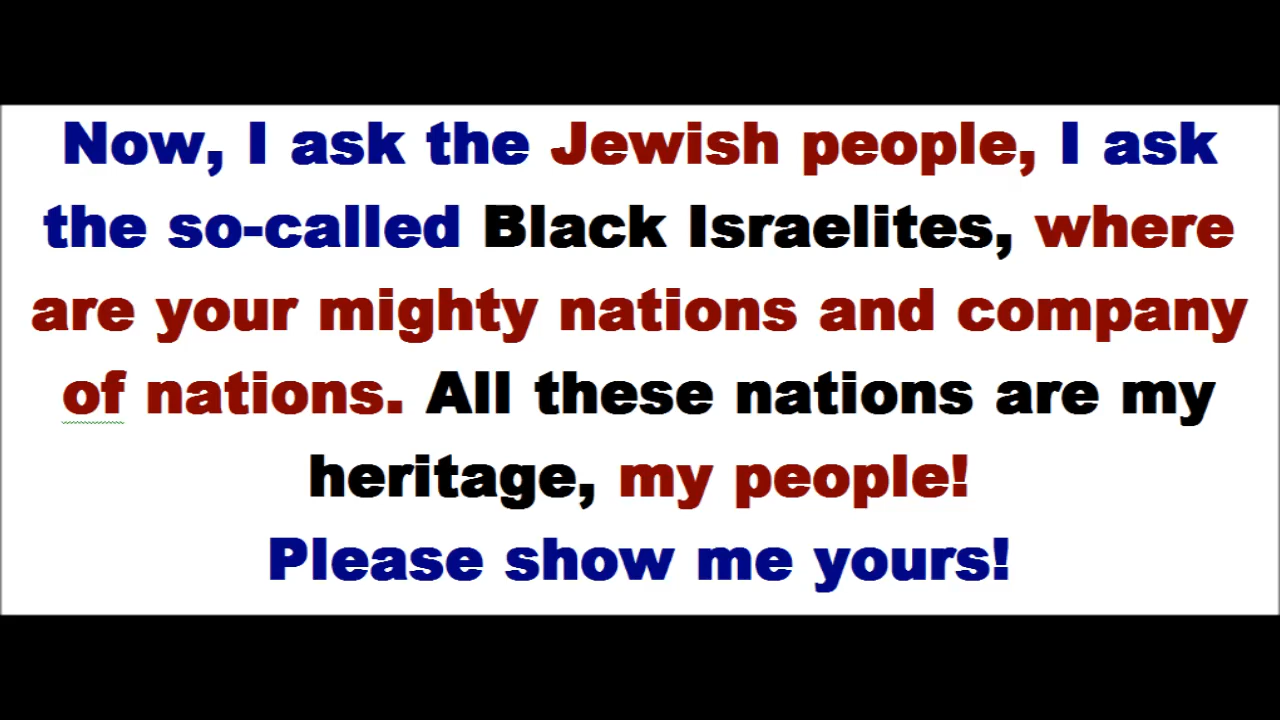 Now, I ask the Jewish people, I ask
the so-called Black Israelites, where
are your mighty nations and company
of nations. All these nations are my
heritage, my people!
Please show me yours!